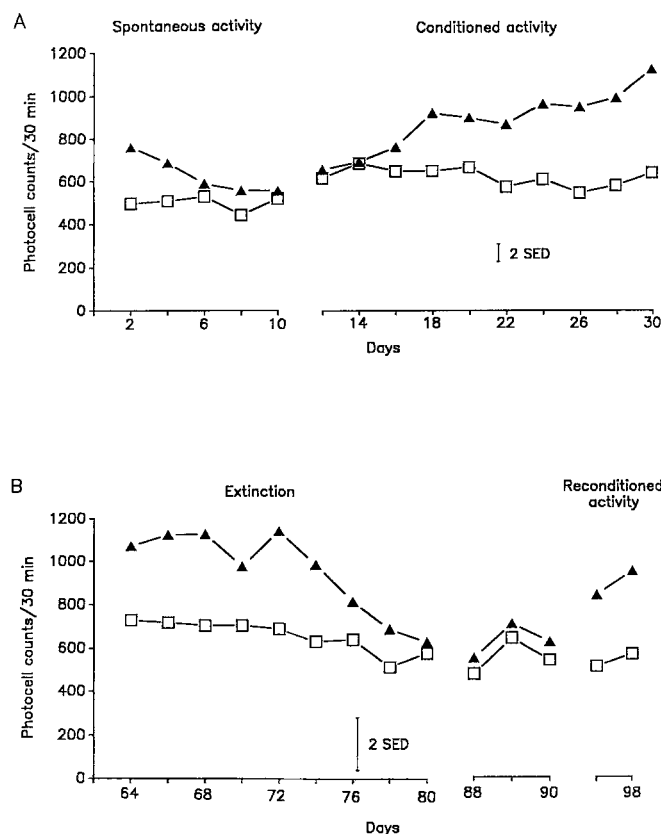 A
Spontaneous activity
Conditioned activity
Photocell counts/30 min
1200
1000
800
600
400
200
0
2 SED
2 6 10 14 18 22 26 30
Days
B
Extinction
Reconditioned
activity
Photocell counts/30 min
1200
1000
800
600
400
200
0
2 SED
64 68 72 76 80 88 90 98
Days